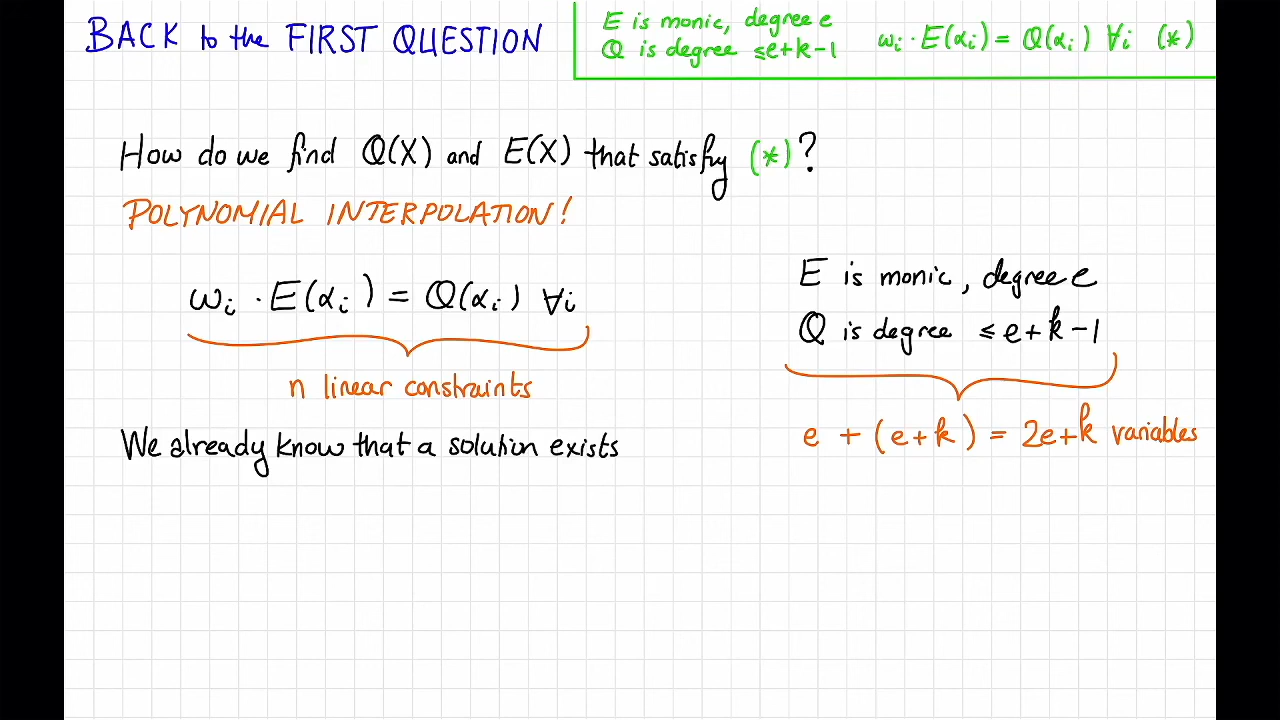 BACK to the FIRST QUESTION
E is monic, degree e
Q is degree ≤e+k-1
wᵢ · E(αᵢ) = Q(αᵢ) ∀i (*)
How do we find Q(X) and E(X) that satisfy (*)?
POLYNOMIAL INTERPOLATION!
wᵢ · E(αᵢ) = Q(αᵢ) ∀i
n linear constraints
E is monic, degree e
Q is degree ≤ e+k-1
e + (e+k) = 2e+k variables
We already know that a solution exists